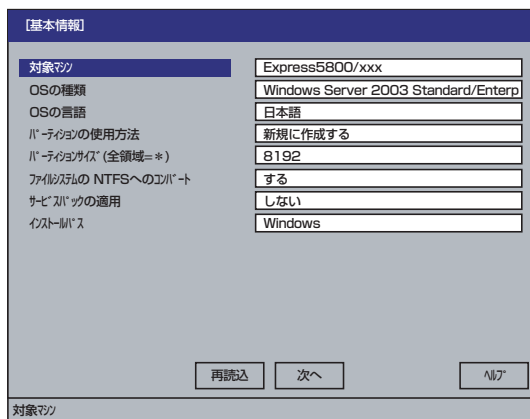 [基本情報]
対象ﾏｼﾝ Express5800/xxx
OSの種類 Windows Server 2003 Standard/Enterp
OSの言語 日本語
ﾊﾟｰﾃｨｼｮﾝの使用方法 新規に作成する
ﾊﾟｰﾃｨｼｮﾝｻｲｽﾞ(全領域=＊) 8192
ﾌｧｲﾙｼｽﾃﾑの NTFSへのｺﾝﾊﾞｰﾄ する
ｻｰﾋﾞｽﾊﾟｯｸの適用 しない
ｲﾝｽﾄｰﾙﾊﾟｽ Windows
再読込 次へ ﾍﾙﾌﾟ
対象ﾏｼﾝ